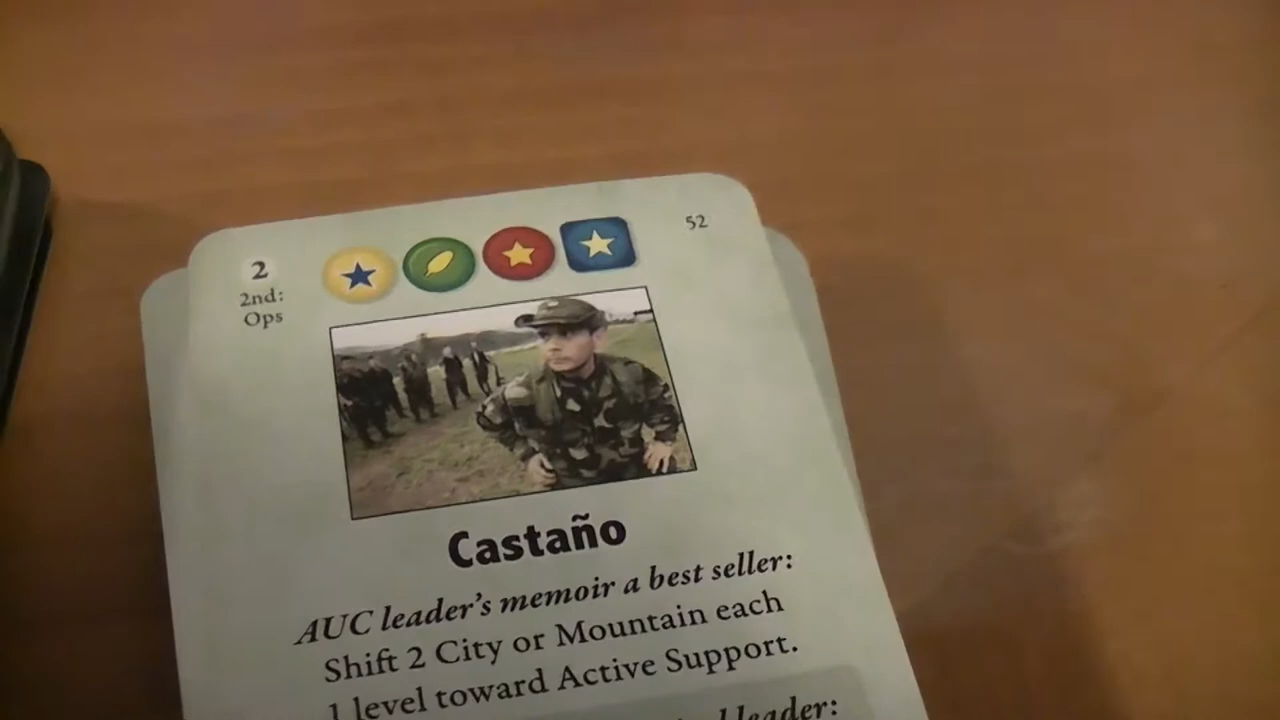 52
2
2nd:
Ops
Castaño
AUC leader's memoir a best seller:
Shift 2 City or Mountain each
1 level toward Active Support.
leader: